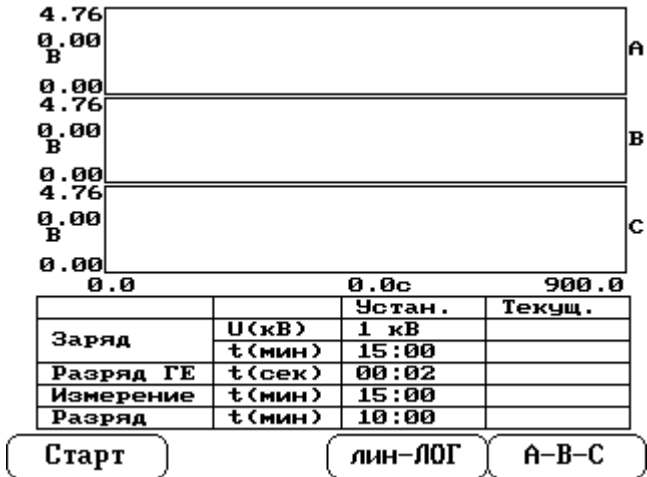 4.76
0.00
В
0.00
A
4.76
0.00
В
0.00
B
4.76
0.00
В
0.00
C
0.0 0.0с 900.0
Устан. Текущ.
Заряд U(кВ) 1 кВ
t(мин) 15:00
Разряд ГЕ t(сек) 00:02
Измерение t(мин) 15:00
Разряд t(мин) 10:00
Старт лин-ЛОГ A-B-C